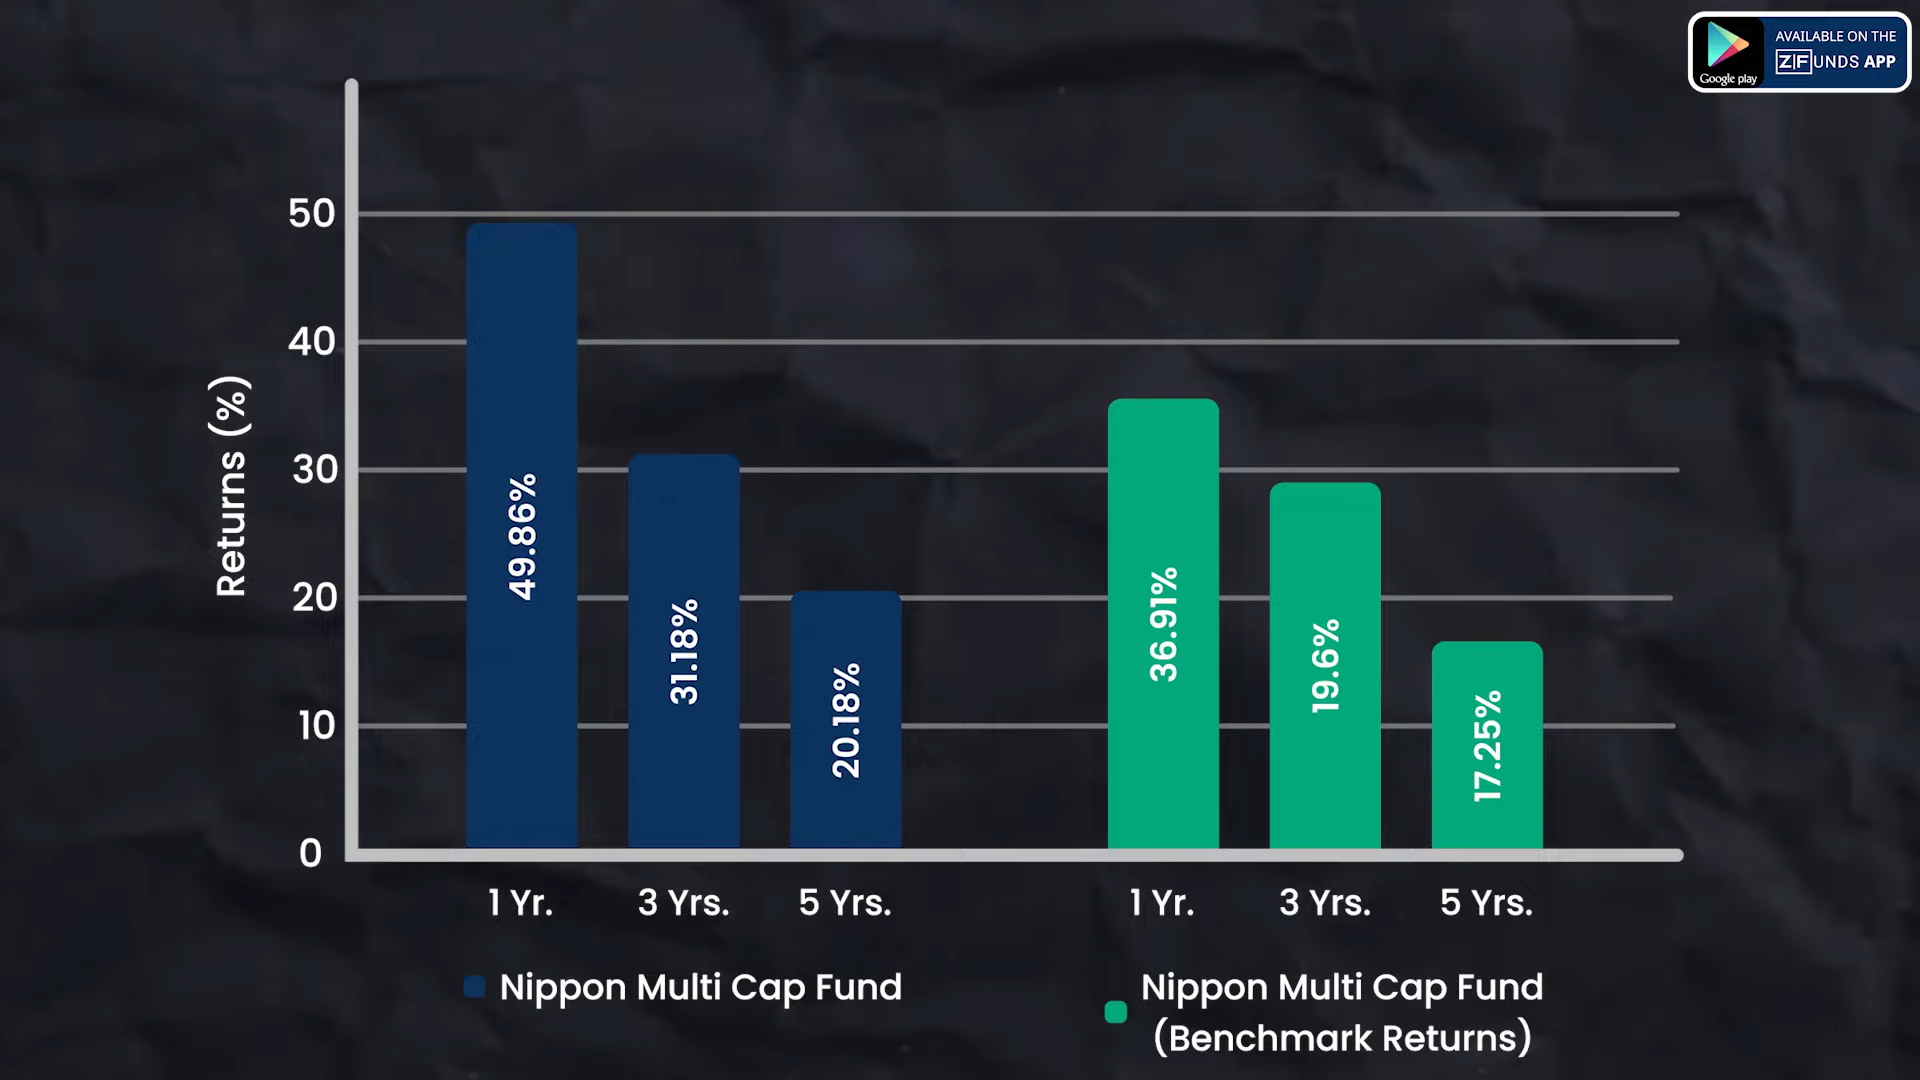 AVAILABLE ON THE
ZFUNDS APP
Google play
Returns (%)
50
40
30
20
10
0
49.86%
31.18%
20.18%
36.91%
19.6%
17.25%
1 Yr.
3 Yrs.
5 Yrs.
1 Yr.
3 Yrs.
5 Yrs.
Nippon Multi Cap Fund
Nippon Multi Cap Fund
(Benchmark Returns)